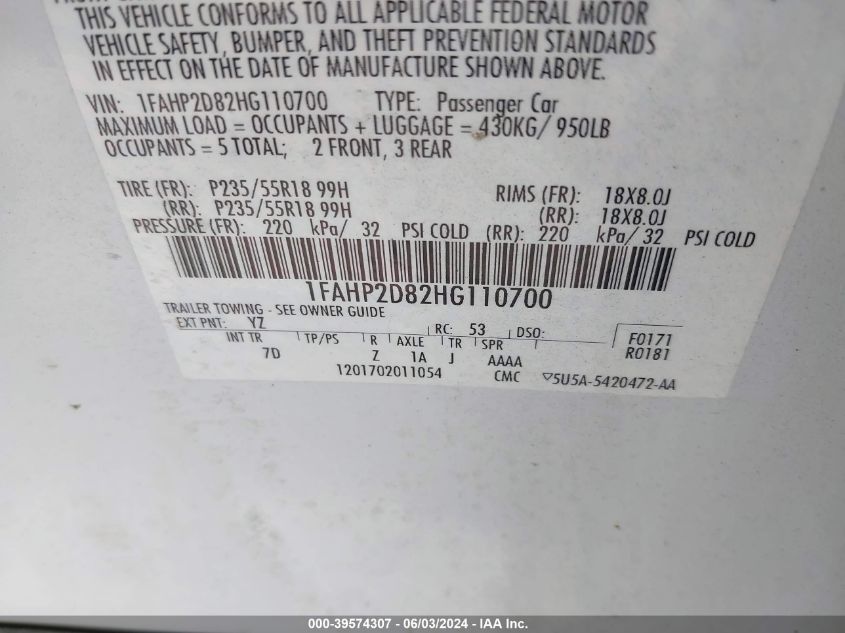 THIS VEHICLE CONFORMS TO ALL APPLICABLE FEDERAL MOTOR
VEHICLE SAFETY, BUMPER, AND THEFT PREVENTION STANDARDS
IN EFFECT ON THE DATE OF MANUFACTURE SHOWN ABOVE.
VIN: 1FAHP2D82HG110700 TYPE: Passenger Car
MAXIMUM LOAD = OCCUPANTS + LUGGAGE = 430KG/ 950LB
OCCUPANTS = 5 TOTAL; 2 FRONT, 3 REAR
TIRE (FR): P235/55R18 99H RIMS (FR): 18X8.0J
(RR): P235/55R18 99H (RR): 18X8.0J
PRESSURE (FR): 220 kPa/ 32 PSI COLD (RR): 220 kPa/ 32 PSI COLD
1FAHP2D82HG110700
TRAILER TOWING - SEE OWNER GUIDE
EXT PNT: YZ RC: 53 DSO: F0171
INT TR TP/PS R AXLE TR SPR R0181
7D Z 1A J AAAA
1201702011054 CMC ▽5U5A-5420472-AA
000-39574307 - 06/03/2024 - IAA Inc.